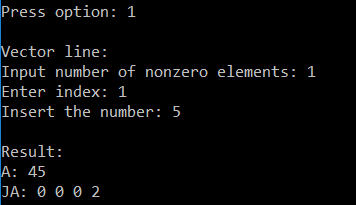 Press option: 1
Vector line:
Input number of nonzero elements: 1
Enter index: 1
Insert the number: 5
Result:
A: 45
JA: 0 0 0 2